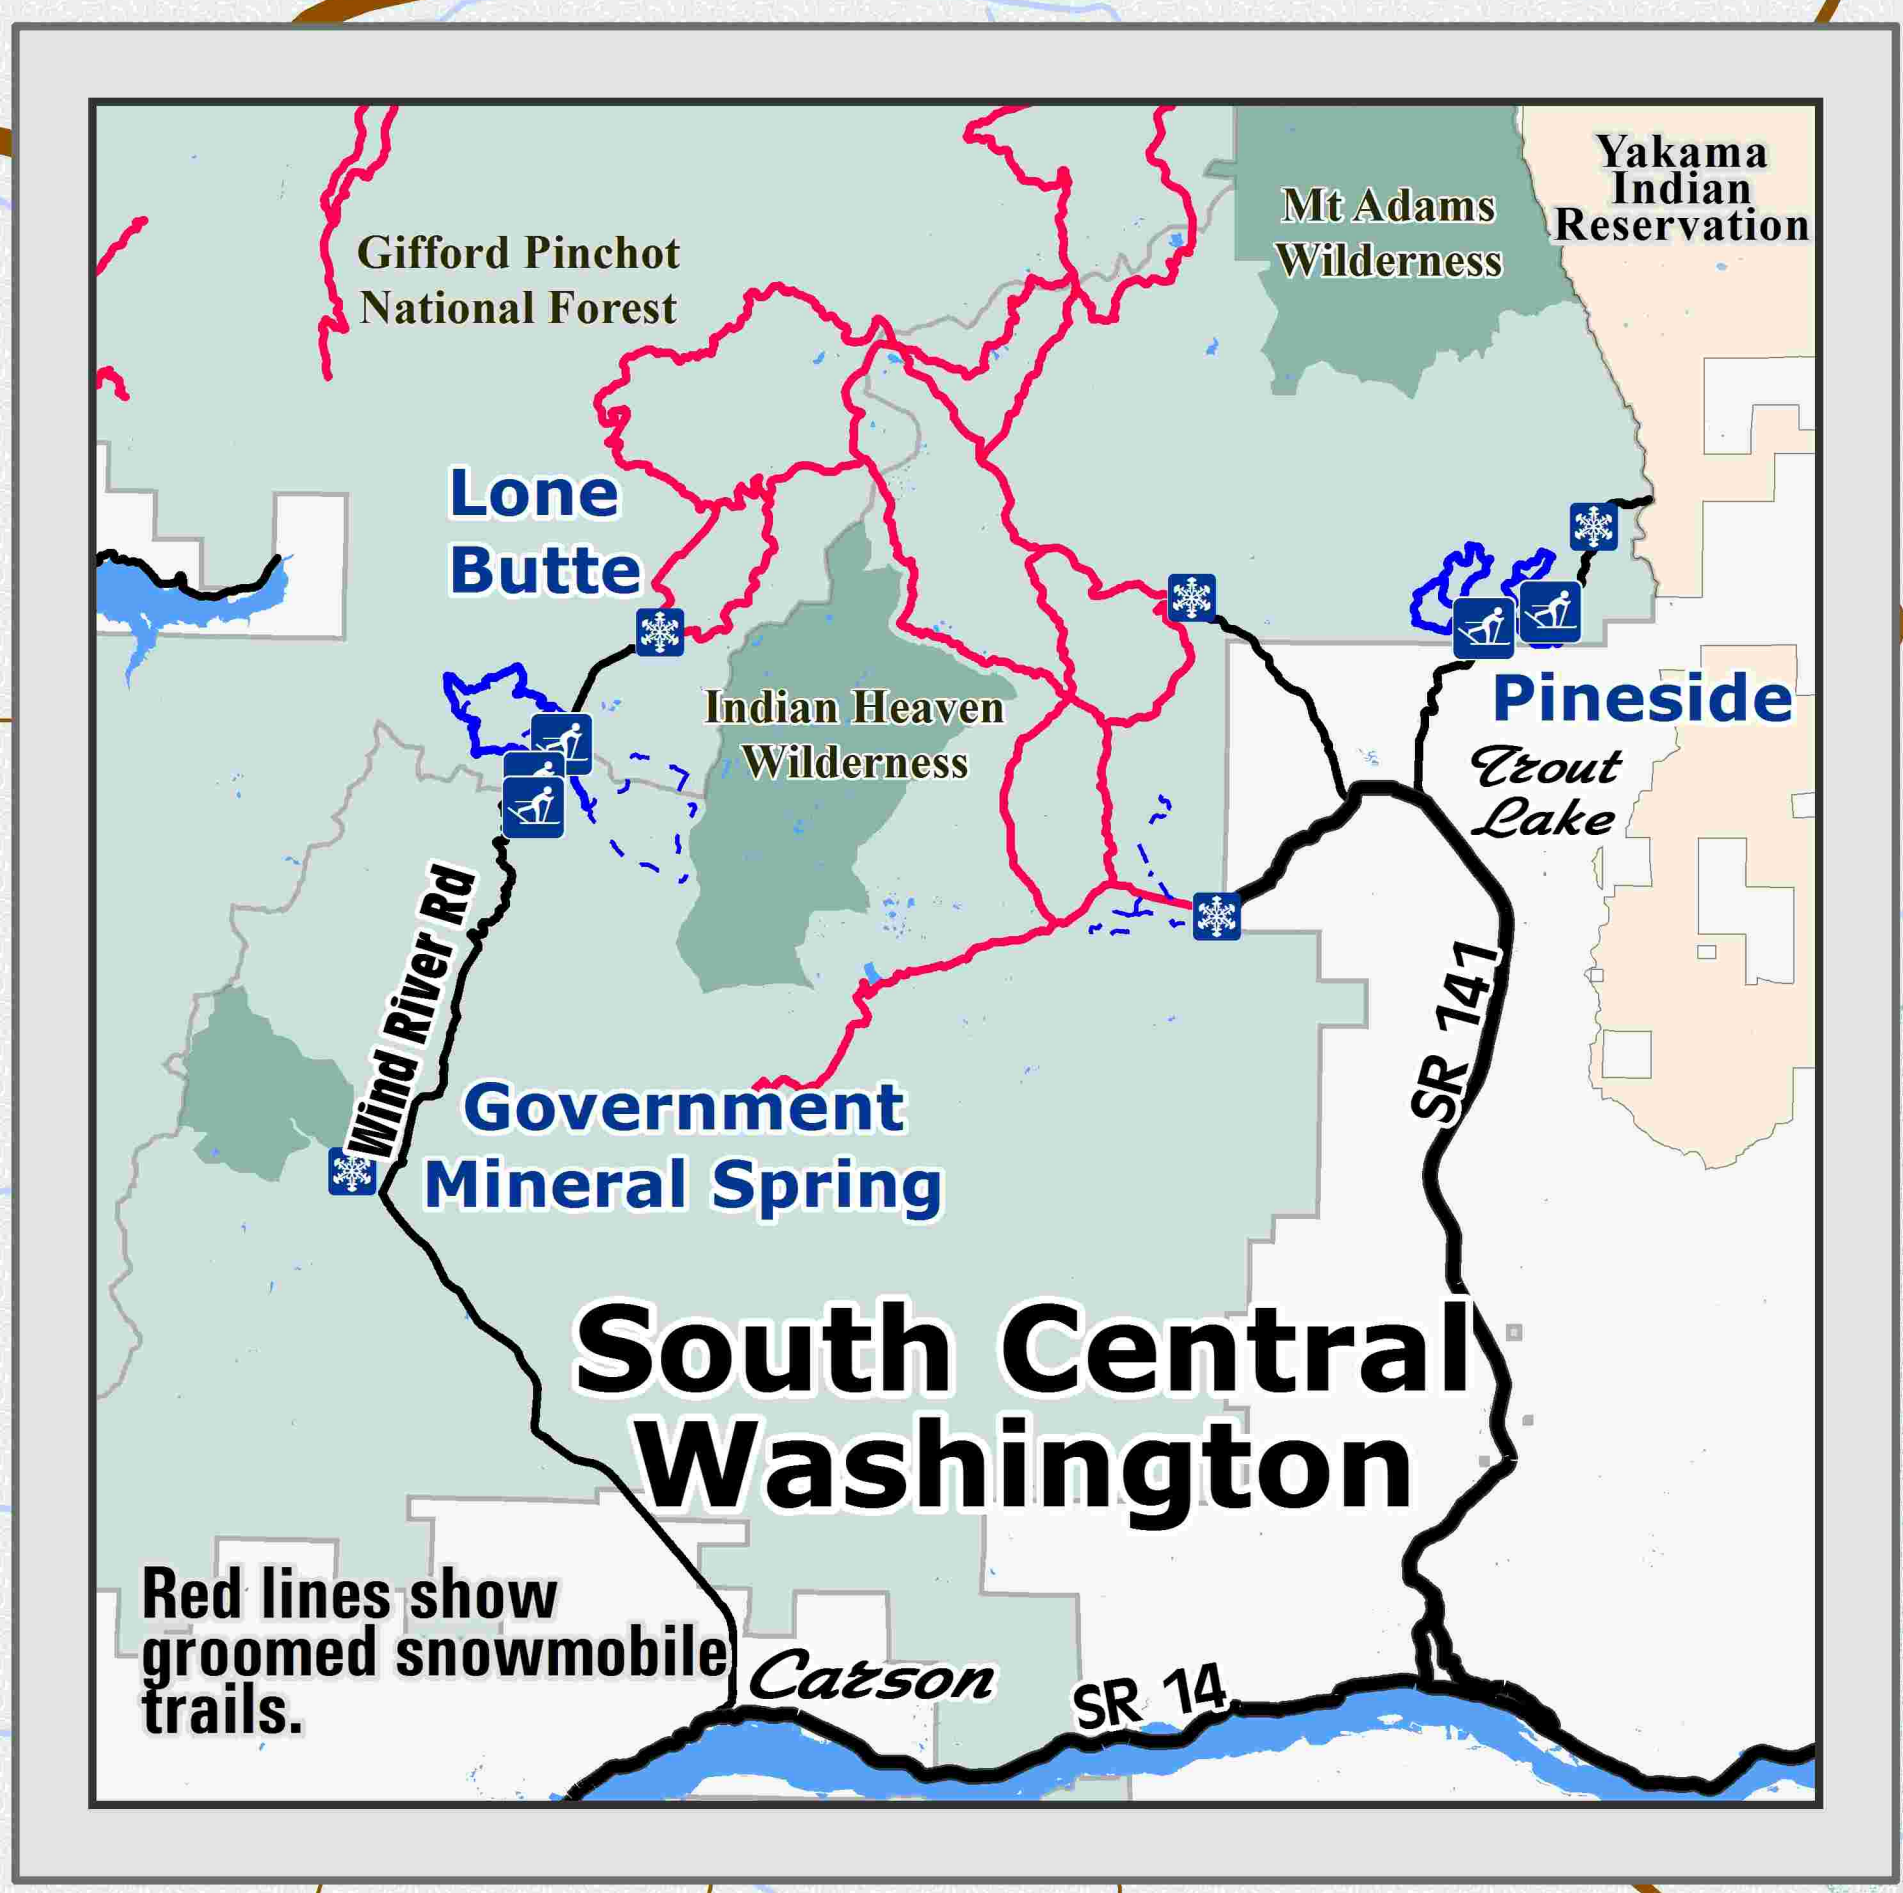 Yakama
Indian
Reservation
Mt Adams
Wilderness
Gifford Pinchot
National Forest
Lone
Butte
Pineside
Indian Heaven
Wilderness
Trout
Lake
Wind River Rd
SR 141
Government
Mineral Spring
South Central
Washington
Red lines show
groomed snowmobile
trails.
Carson
SR 14